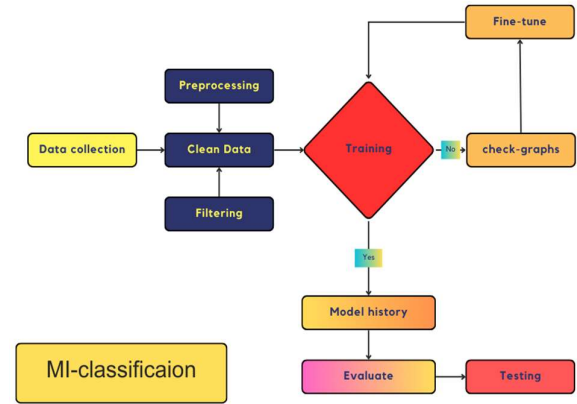 Fine-tune
Preprocessing
Data collection
Clean Data
Training
No
check-graphs
Filtering
Yes
Model history
MI-classificaion
Evaluate
Testing